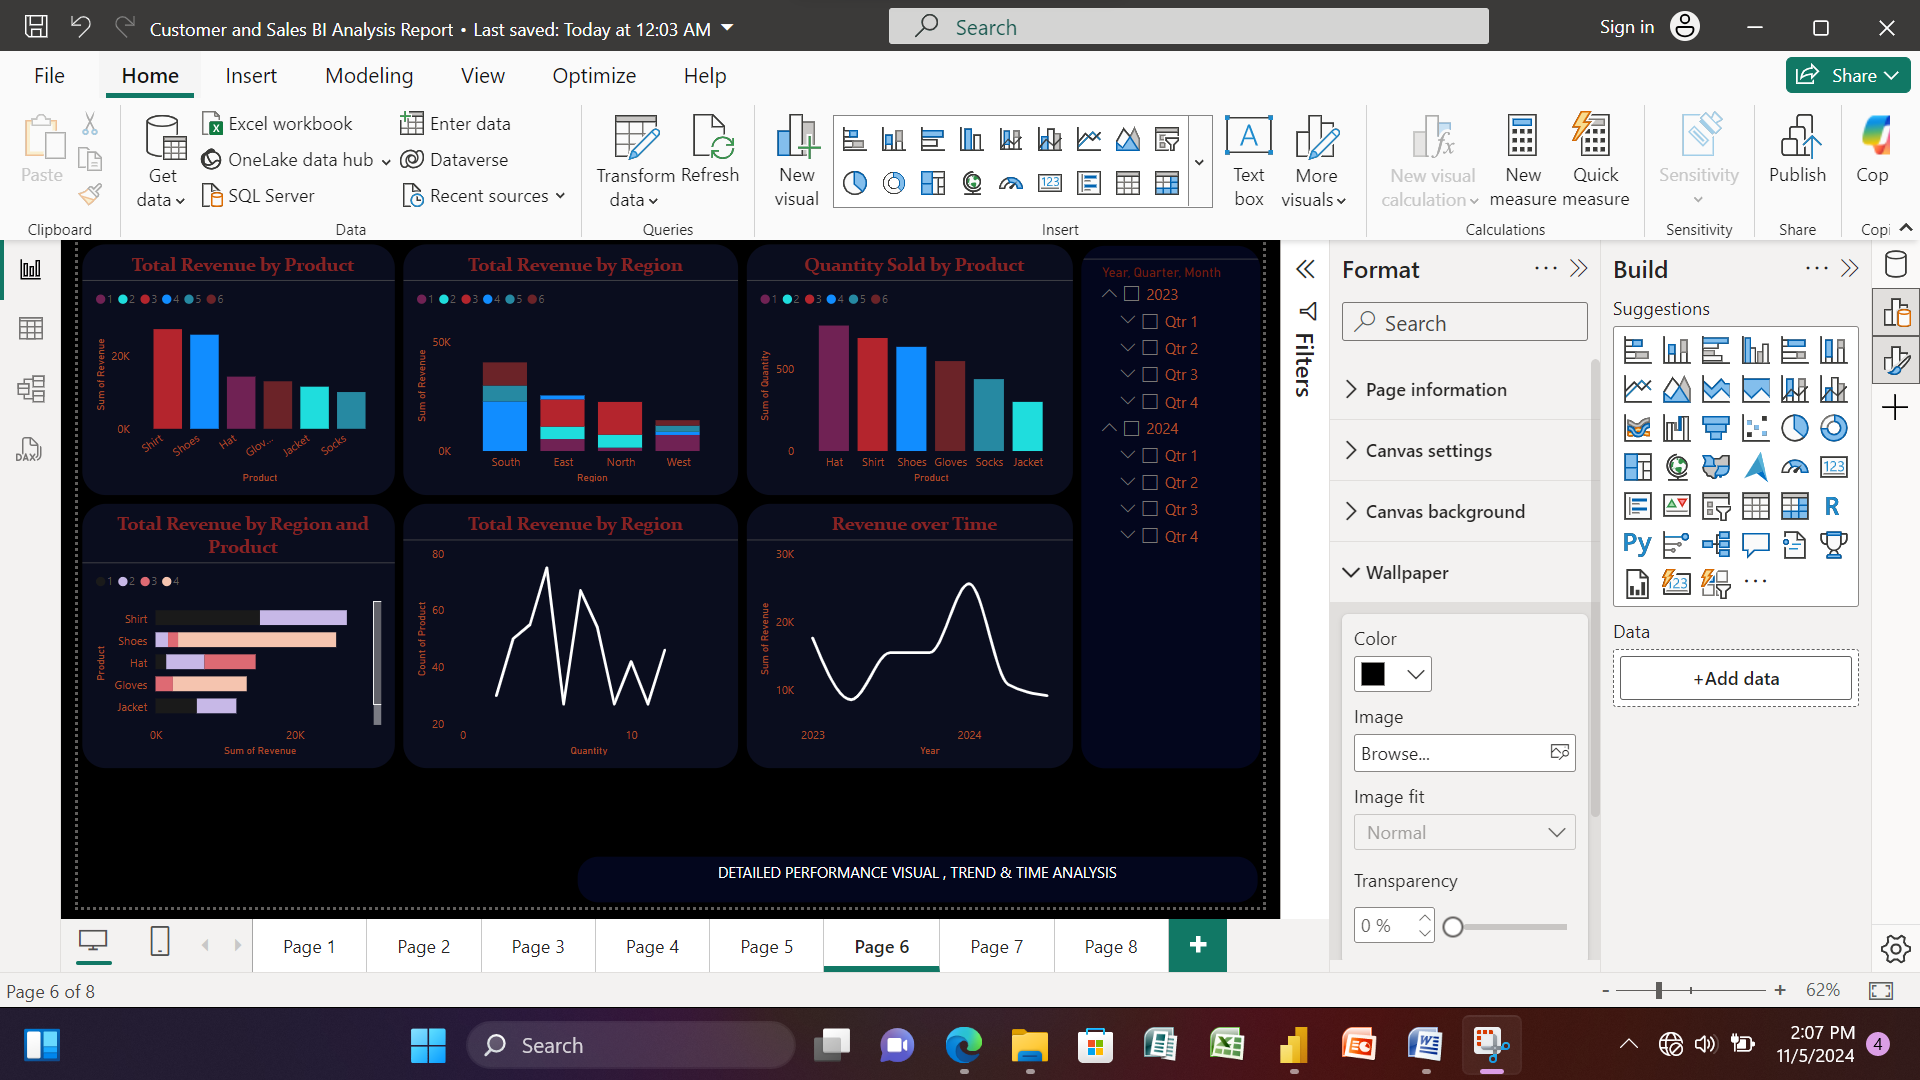 Customer and Sales BI Analysis Report • Last saved: Today at 12:03 AM
Search
Sign in
File
Home
Insert
Modeling
View
Optimize
Help
Share
Paste
Clipboard
Get data
Excel workbook
OneLake data hub
SQL Server
Enter data
Dataverse
Recent sources
Data
Transform data
Refresh
Queries
New visual
Text box
More visuals
Insert
New visual calculation
New measure
Quick measure
Calculations
Sensitivity
Sensitivity
Publish
Share
Cop
Copi
Total Revenue by Product
1 2 3 4 5 6
Sum of Revenue
20K
0K
Shirt Shoes Hat Glov... Jacket Socks
Product
Total Revenue by Region
1 2 3 4 5 6
Sum of Revenue
50K
0K
South East North West
Region
Quantity Sold by Product
1 2 3 4 5 6
Sum of Quantity
500
0
Hat Shirt Shoes Gloves Socks Jacket
Product
Year, Quarter, Month
2023
Qtr 1
Qtr 2
Qtr 3
Qtr 4
2024
Qtr 1
Qtr 2
Qtr 3
Qtr 4
Total Revenue by Region and
Product
1 2 3 4
Product
Shirt
Shoes
Hat
Gloves
Jacket
0K 20K
Sum of Revenue
Total Revenue by Region
Count of Product
80
60
40
20
0 10
Quantity
Revenue over Time
Sum of Revenue
30K
20K
10K
2023 2024
Year
DETAILED PERFORMANCE VISUAL , TREND & TIME ANALYSIS
Filters
Format
Search
Page information
Canvas settings
Canvas background
Wallpaper
Color
Image
Browse...
Image fit
Normal
Transparency
0 %
Build
Suggestions
123
R
Py
123
Data
+Add data
DAX
Page 1
Page 2
Page 3
Page 4
Page 5
Page 6
Page 7
Page 8
Page 6 of 8
- + 62%
Search
2:07 PM
11/5/2024
4